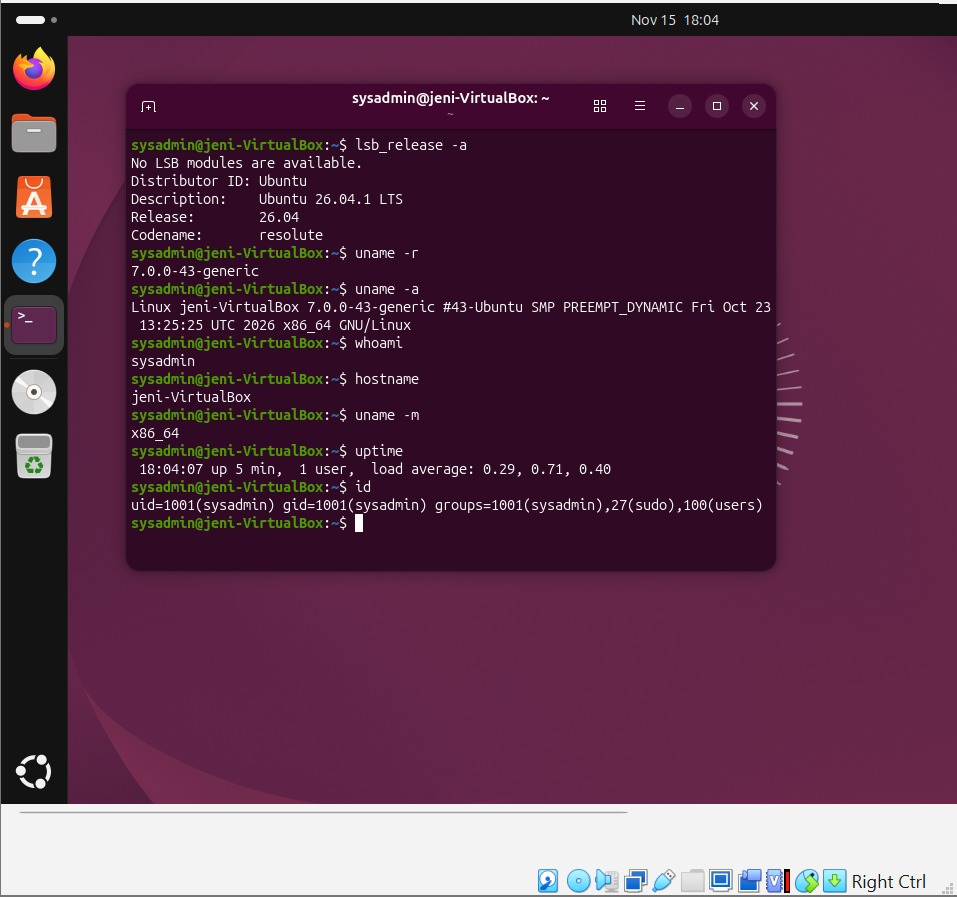 Nov 15 18:04
sysadmin@jeni-VirtualBox: ~
~
sysadmin@jeni-VirtualBox:~$ lsb_release -a
No LSB modules are available.
Distributor ID: Ubuntu
Description:    Ubuntu 26.04.1 LTS
Release:        26.04
Codename:       resolute
sysadmin@jeni-VirtualBox:~$ uname -r
7.0.0-43-generic
sysadmin@jeni-VirtualBox:~$ uname -a
Linux jeni-VirtualBox 7.0.0-43-generic #43-Ubuntu SMP PREEMPT_DYNAMIC Fri Oct 23
 13:25:25 UTC 2026 x86_64 GNU/Linux
sysadmin@jeni-VirtualBox:~$ whoami
sysadmin
sysadmin@jeni-VirtualBox:~$ hostname
jeni-VirtualBox
sysadmin@jeni-VirtualBox:~$ uname -m
x86_64
sysadmin@jeni-VirtualBox:~$ uptime
 18:04:07 up 5 min,  1 user,  load average: 0.29, 0.71, 0.40
sysadmin@jeni-VirtualBox:~$ id
uid=1001(sysadmin) gid=1001(sysadmin) groups=1001(sysadmin),27(sudo),100(users)
sysadmin@jeni-VirtualBox:~$
Right Ctrl